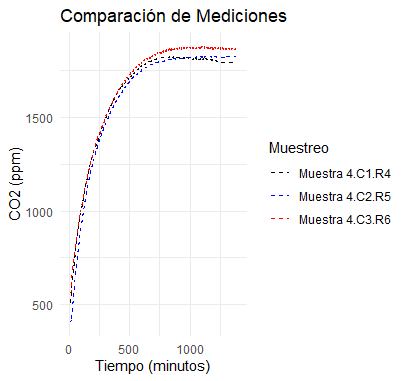 Comparación de Mediciones
CO2 (ppm)
1500
1000
500
0
500
1000
Tiempo (minutos)
Muestreo
Muestra 4.C1.R4
Muestra 4.C2.R5
Muestra 4.C3.R6